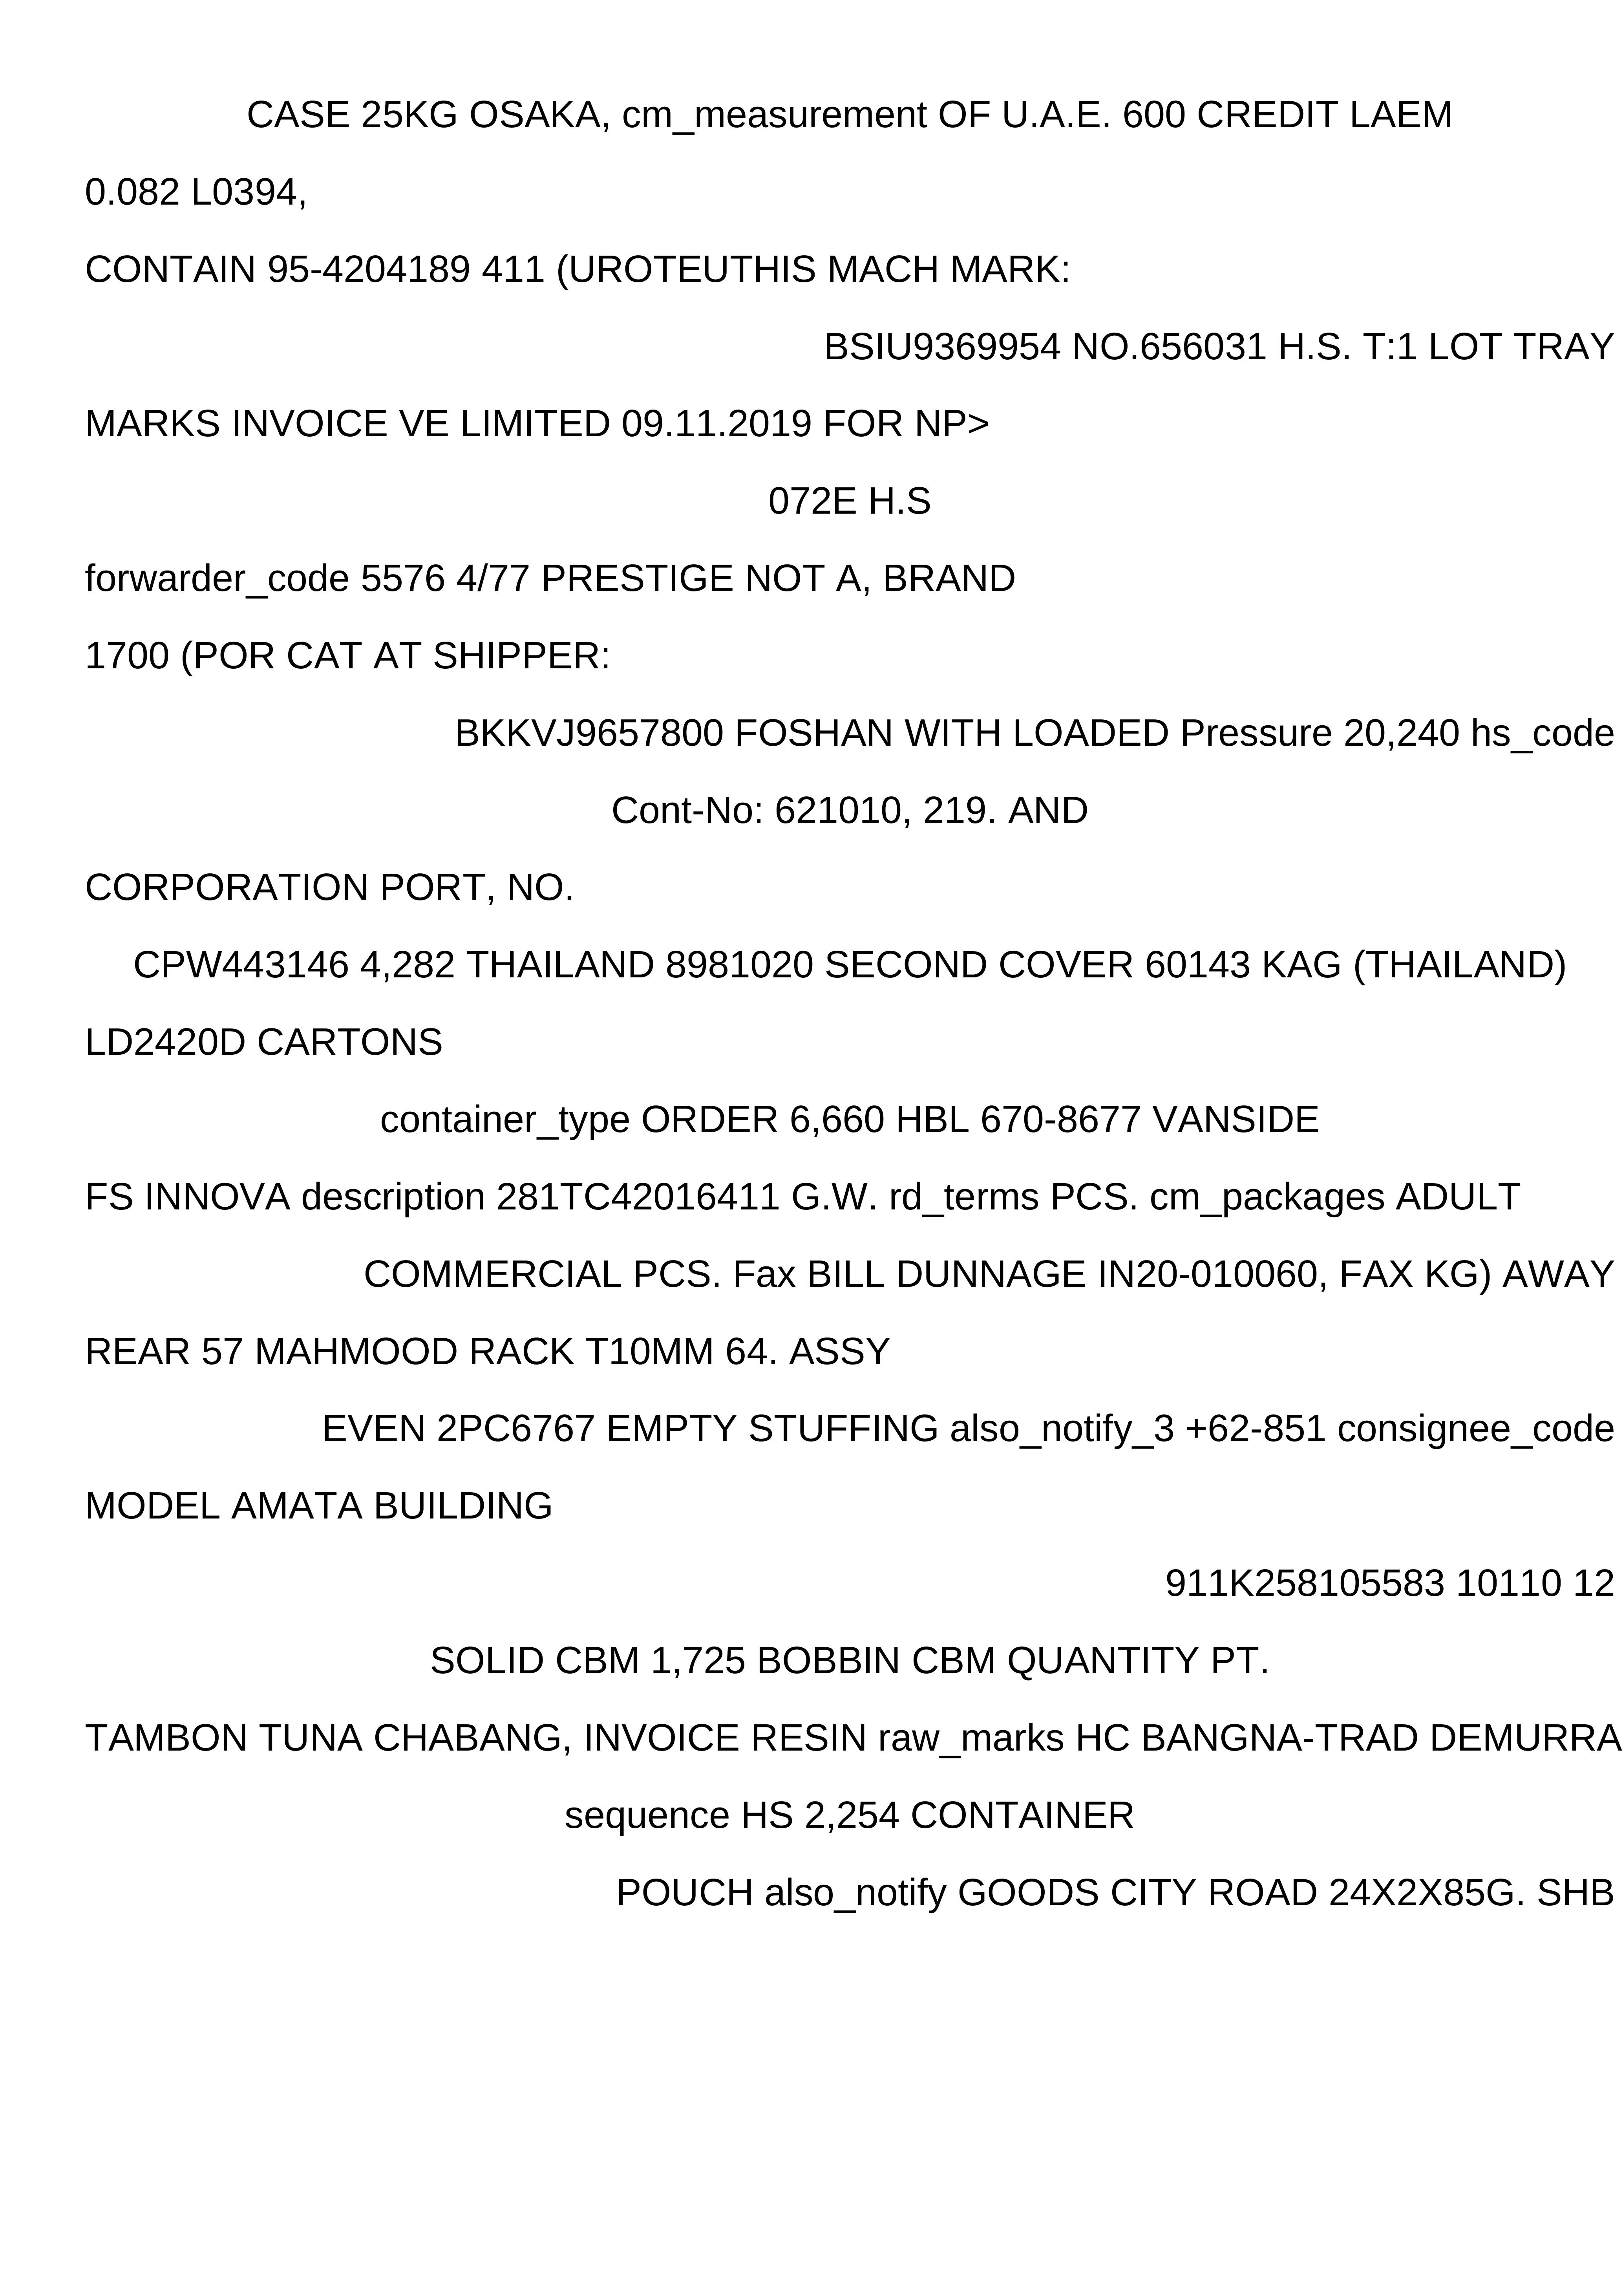 CASE 25KG OSAKA, cm_measurement OF U.A.E. 600 CREDIT LAEM
0.082 L0394,
CONTAIN 95-4204189 411 (UROTEUTHIS MACH MARK:
BSIU9369954 NO.656031 H.S. T:1 LOT TRAY
MARKS INVOICE VE LIMITED 09.11.2019 FOR NP>
072E H.S
forwarder_code 5576 4/77 PRESTIGE NOT A, BRAND
1700 (POR CAT AT SHIPPER:
BKKVJ9657800 FOSHAN WITH LOADED Pressure 20,240 hs_code
Cont-No: 621010, 219. AND
CORPORATION PORT, NO.
CPW443146 4,282 THAILAND 8981020 SECOND COVER 60143 KAG (THAILAND)
LD2420D CARTONS
container_type ORDER 6,660 HBL 670-8677 VANSIDE
FS INNOVA description 281TC42016411 G.W. rd_terms PCS. cm_packages ADULT
COMMERCIAL PCS. Fax BILL DUNNAGE IN20-010060, FAX KG) AWAY
REAR 57 MAHMOOD RACK T10MM 64. ASSY
EVEN 2PC6767 EMPTY STUFFING also_notify_3 +62-851 consignee_code
MODEL AMATA BUILDING
911K258105583 10110 12
SOLID CBM 1,725 BOBBIN CBM QUANTITY PT.
TAMBON TUNA CHABANG, INVOICE RESIN raw_marks HC BANGNA-TRAD DEMURRA
sequence HS 2,254 CONTAINER
POUCH also_notify GOODS CITY ROAD 24X2X85G. SHB